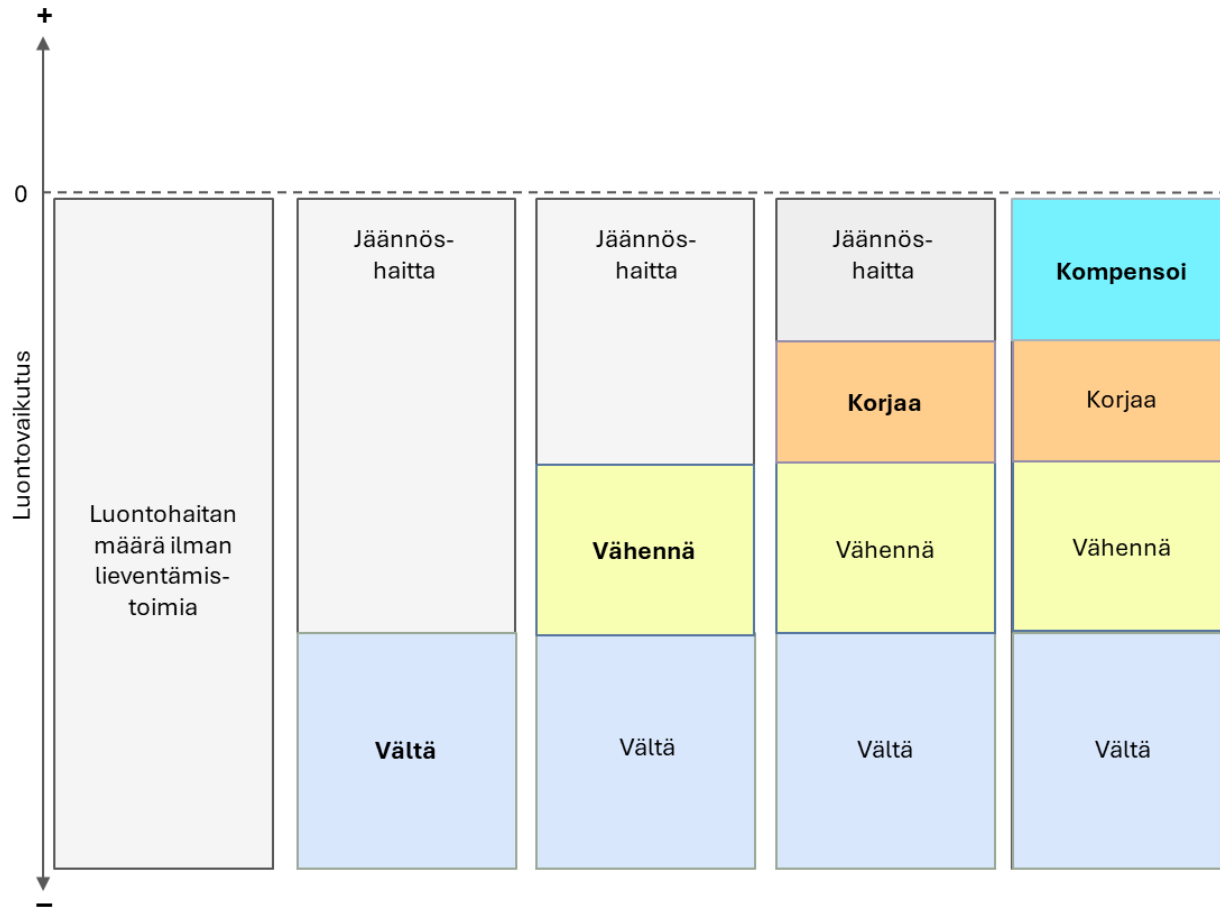 +
0
Luontovaikutus
Luontohaitan
määrä ilman
lieventämis-
toimia
Jäännös-
haitta
Vältä
Jäännös-
haitta
Vähennä
Vältä
Jäännös-
haitta
Korjaa
Vähennä
Vältä
Kompensoi
Korjaa
Vähennä
Vältä
–